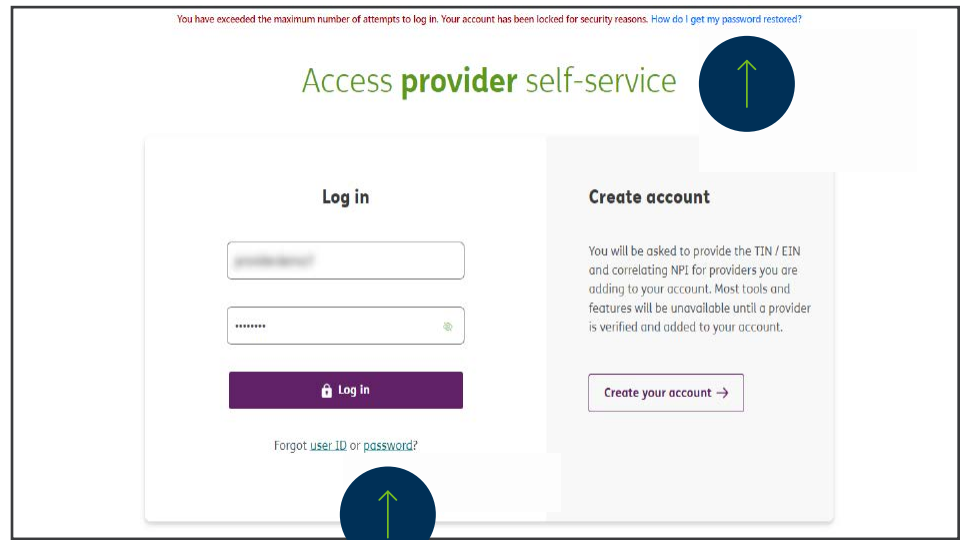 You have exceeded the maximum number of attempts to log in. Your account has been locked for security reasons. How do I get my password restored?
Access provider self-service
Log in
••••••••
Log in
Forgot user ID or password?
Create account
You will be asked to provide the TIN / EIN
and correlating NPI for providers you are
adding to your account. Most tools and
features will be unavailable until a provider
is verified and added to your account.
Create your account →